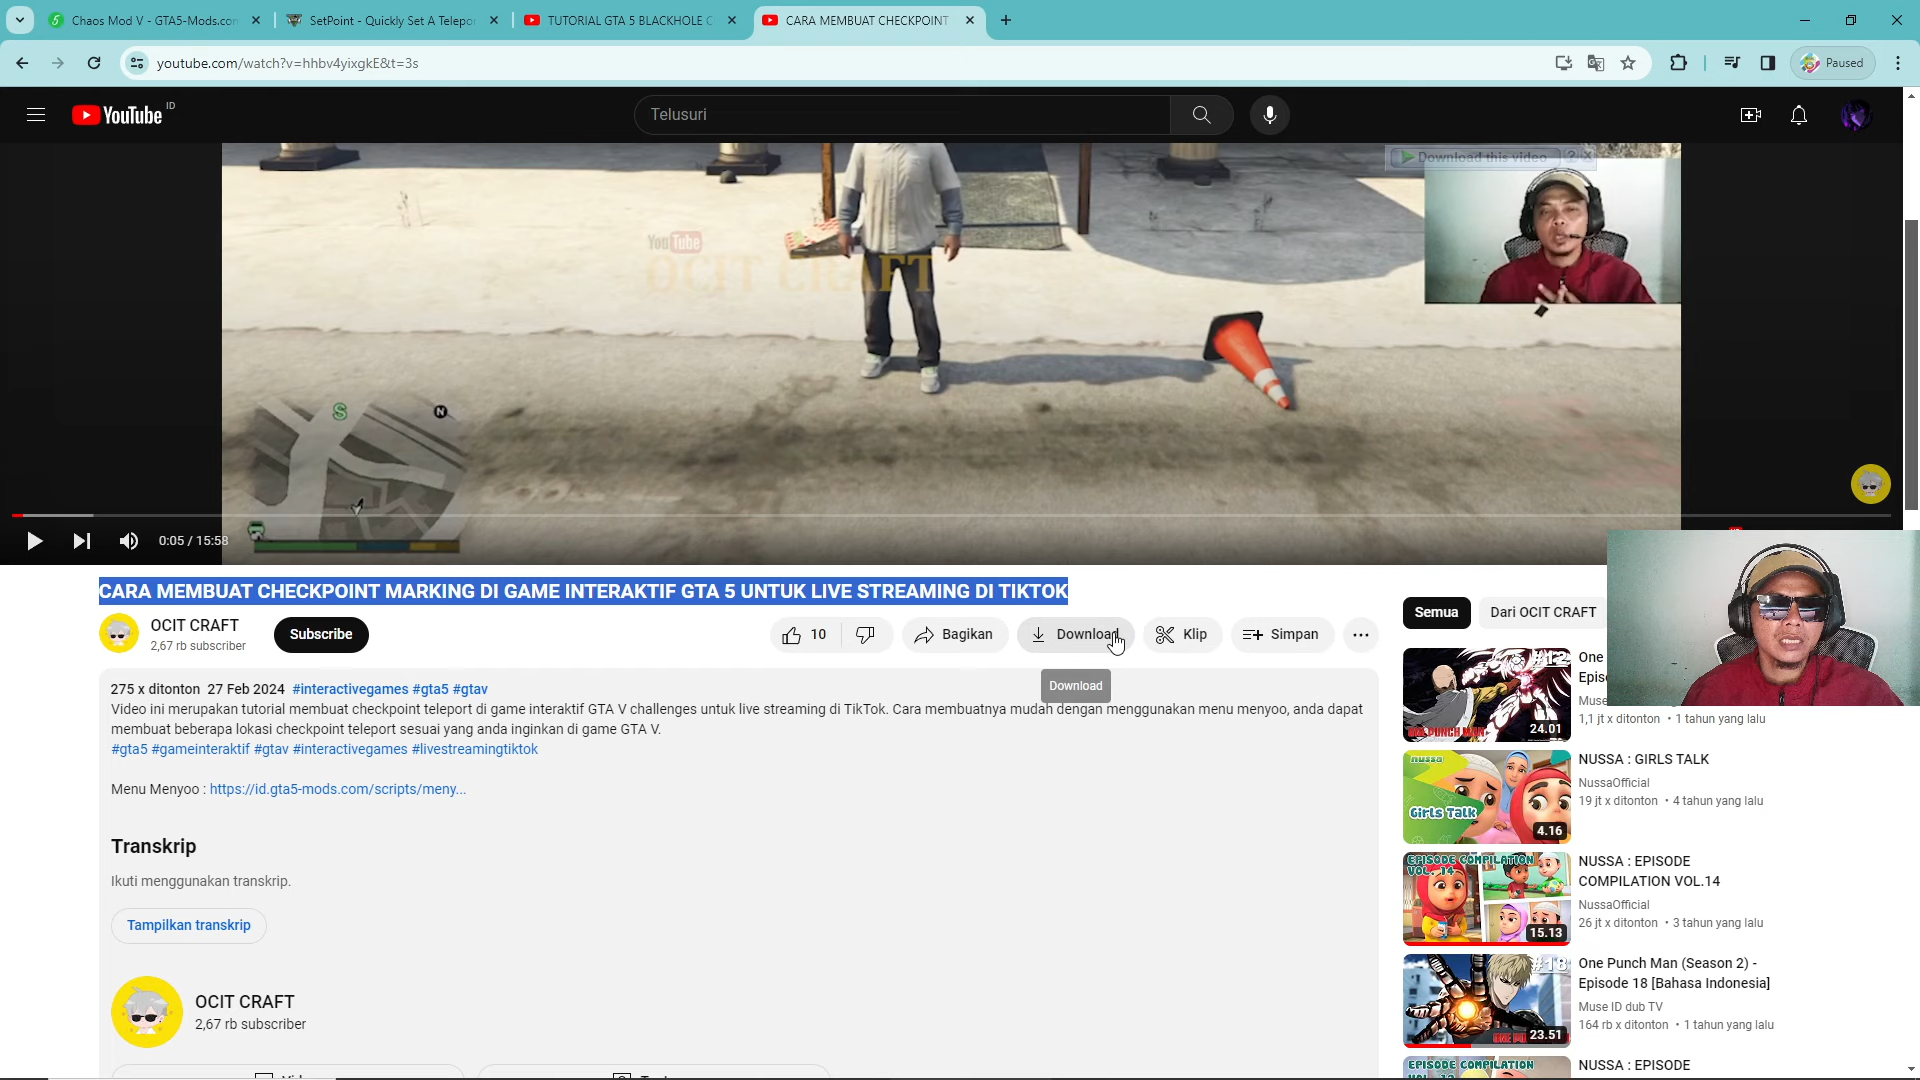 Chaos Mod V - GTA5-Mods.com
SetPoint - Quickly Set A Telepo
TUTORIAL GTA 5 BLACKHOLE C
CARA MEMBUAT CHECKPOINT
youtube.com/watch?v=hhbv4yixgkE&t=3s
Paused
YouTube ID
Telusuri
Download this video
YouTube
OCIT CRAFT
S
N
0:05 / 15:58
CARA MEMBUAT CHECKPOINT MARKING DI GAME INTERAKTIF GTA 5 UNTUK LIVE STREAMING DI TIKTOK
OCIT CRAFT
2,67 rb subscriber
Subscribe
10
Bagikan
Download
Klip
Simpan
Download
275 x ditonton 27 Feb 2024 #interactivegames #gta5 #gtav
Video ini merupakan tutorial membuat checkpoint teleport di game interaktif GTA V challenges untuk live streaming di TikTok. Cara membuatnya mudah dengan menggunakan menu menyoo, anda dapat
membuat beberapa lokasi checkpoint teleport sesuai yang anda inginkan di game GTA V.
#gta5 #gameinteraktif #gtav #interactivegames #livestreamingtiktok
Menu Menyoo : https://id.gta5-mods.com/scripts/meny...
Transkrip
Ikuti menggunakan transkrip.
Tampilkan transkrip
OCIT CRAFT
2,67 rb subscriber
Semua
Dari OCIT CRAFT
#12
ONE PUNCH MAN
24.01
One
Epis
Muse
1,1 jt x ditonton • 1 tahun yang lalu
nussa
Girls Talk
4.16
NUSSA : GIRLS TALK
NussaOfficial
19 jt x ditonton • 4 tahun yang lalu
EPISODE COMPILATION
VOL. 14
15.13
NUSSA : EPISODE
COMPILATION VOL.14
NussaOfficial
26 jt x ditonton • 3 tahun yang lalu
#18
23.51
One Punch Man (Season 2) -
Episode 18 [Bahasa Indonesia]
Muse ID dub TV
164 rb x ditonton • 1 tahun yang lalu
EPISODE COMPILATION
NUSSA : EPISODE